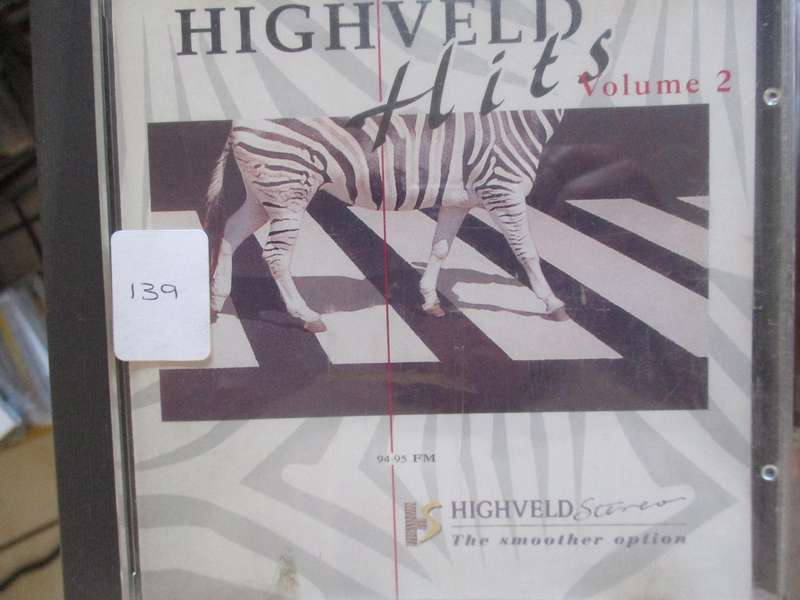 HIGHVELD
Hits
Volume 2
139
94·95 FM
HIGHVELD Stereo
The smoother option